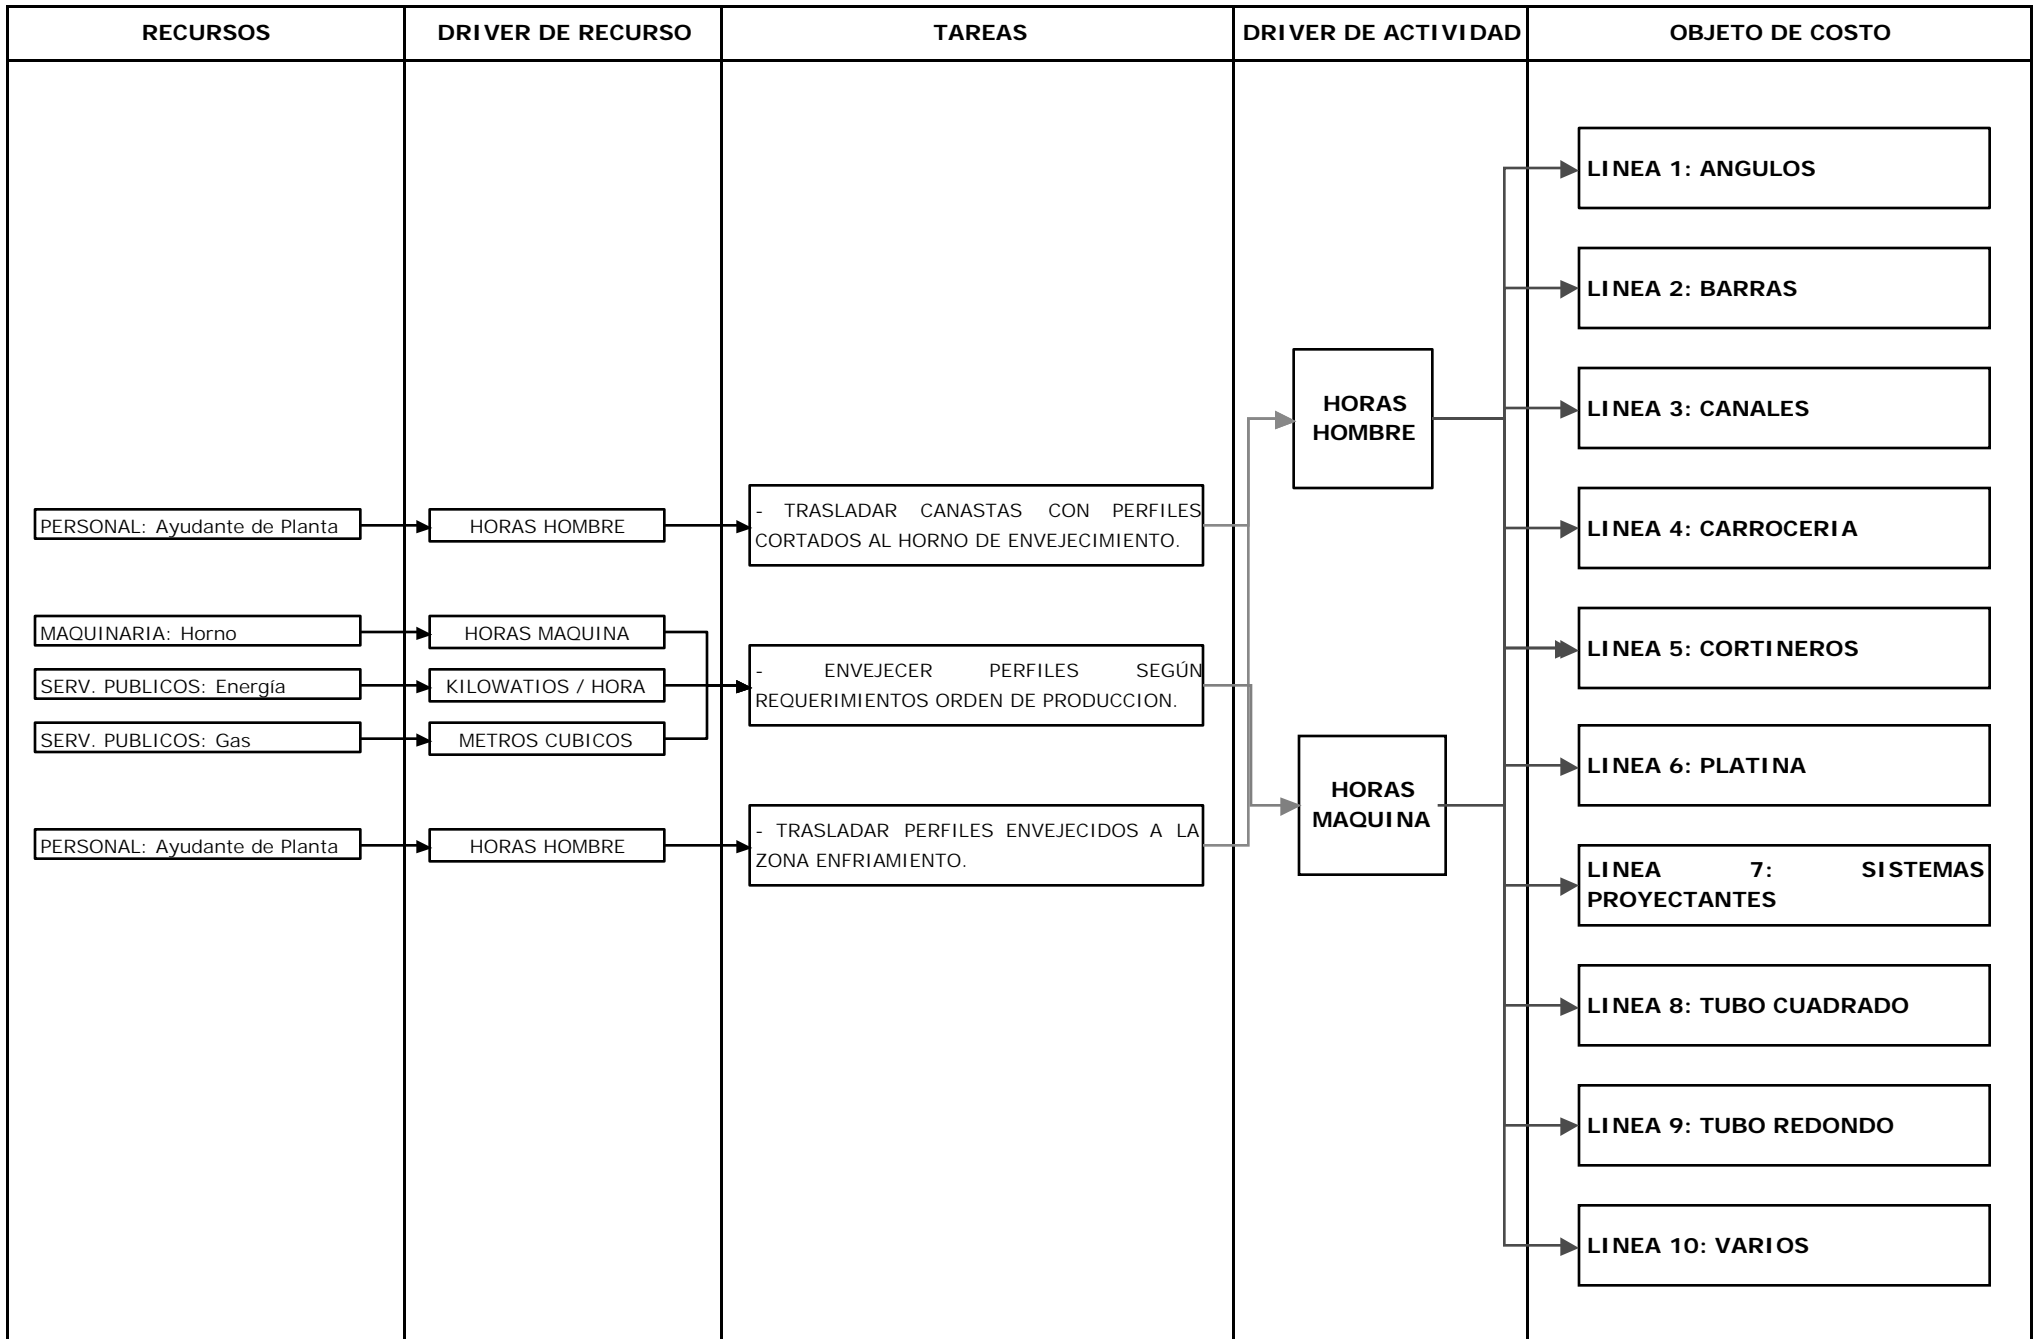 RECURSOS
DRIVER DE RECURSO
TAREAS
DRIVER DE ACTIVIDAD
OBJETO DE COSTO
PERSONAL: Ayudante de Planta
MAQUINARIA: Horno
SERV. PUBLICOS: Energía
SERV. PUBLICOS: Gas
PERSONAL: Ayudante de Planta
HORAS HOMBRE
HORAS MAQUINA
KILOWATIOS / HORA
METROS CUBICOS
HORAS HOMBRE
- TRASLADAR CANASTAS CON PERFILES
CORTADOS AL HORNO DE ENVEJECIMIENTO.
- ENVEJECER PERFILES SEGÚN
REQUERIMIENTOS ORDEN DE PRODUCCION.
- TRASLADAR PERFILES ENVEJECIDOS A LA
ZONA ENFRIAMIENTO.
HORAS
HOMBRE
HORAS
MAQUINA
LINEA 1: ANGULOS
LINEA 2: BARRAS
LINEA 3: CANALES
LINEA 4: CARROCERIA
LINEA 5: CORTINEROS
LINEA 6: PLATINA
LINEA 7: SISTEMAS
PROYECTANTES
LINEA 8: TUBO CUADRADO
LINEA 9: TUBO REDONDO
LINEA 10: VARIOS